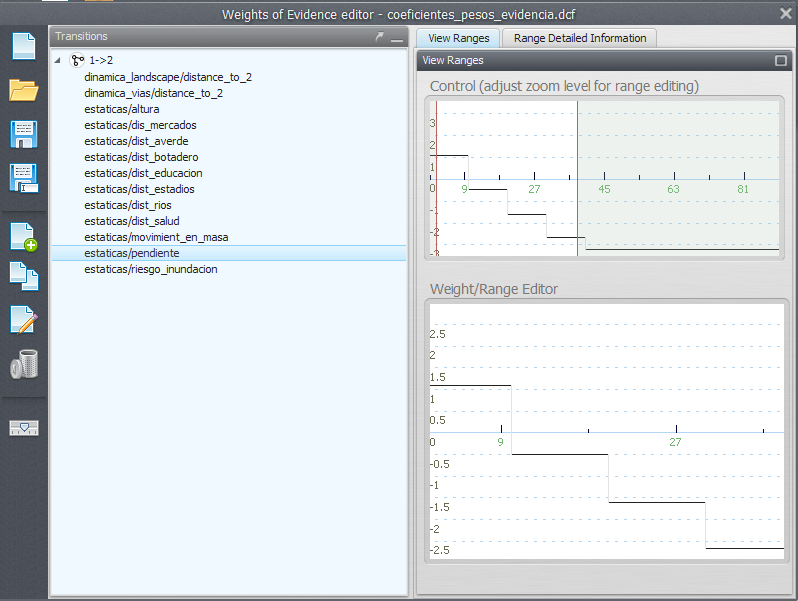 Weights of Evidence editor - coeficientes_pesos_evidencia.dcf
Transitions
1->2
dinamica_landscape/distance_to_2
dinamica_vias/distance_to_2
estaticas/altura
estaticas/dis_mercados
estaticas/dist_averde
estaticas/dist_botadero
estaticas/dist_educacion
estaticas/dist_estadios
estaticas/dist_rios
estaticas/dist_salud
estaticas/movimient_en_masa
estaticas/pendiente
estaticas/riesgo_inundacion
View Ranges Range Detailed Information
View Ranges
Control (adjust zoom level for range editing)
3
2
1
0 9 27 45 63 81
-1
-2
-3
Weight/Range Editor
2.5
2
1.5
1
0.5
0 9 27
-0.5
-1
-1.5
-2
-2.5